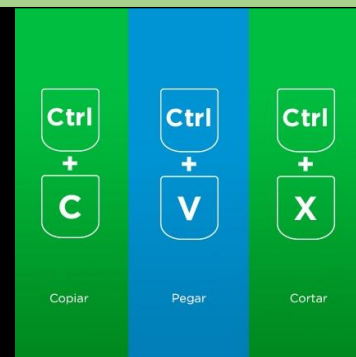 Ctrl Ctrl Ctrl
+ + +
C V X
Copiar Pegar Cortar